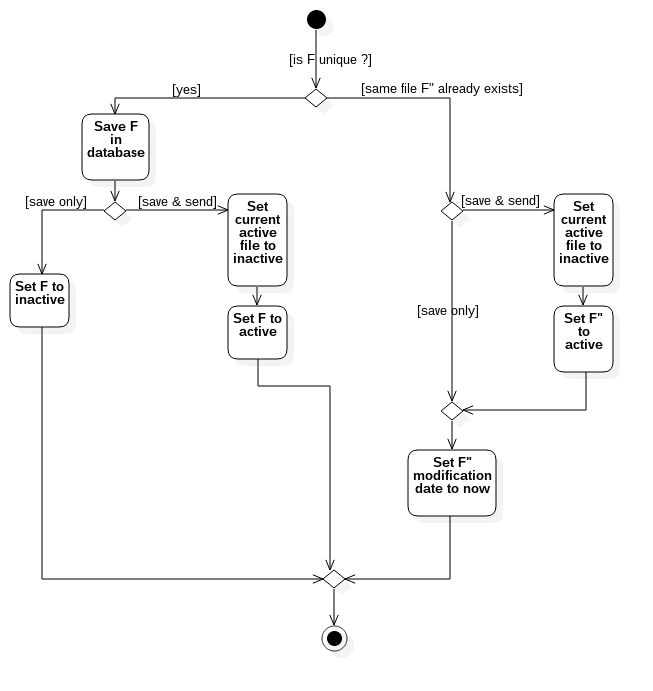 [is F unique ?]
[yes]
[same file F" already exists]
Save F
in
database
[save only]
[save & send]
Set
current
active
file to
inactive
[save & send]
Set
current
active
file to
inactive
Set F to
inactive
Set F to
active
[save only]
Set F"
to
active
Set F"
modification
date to now